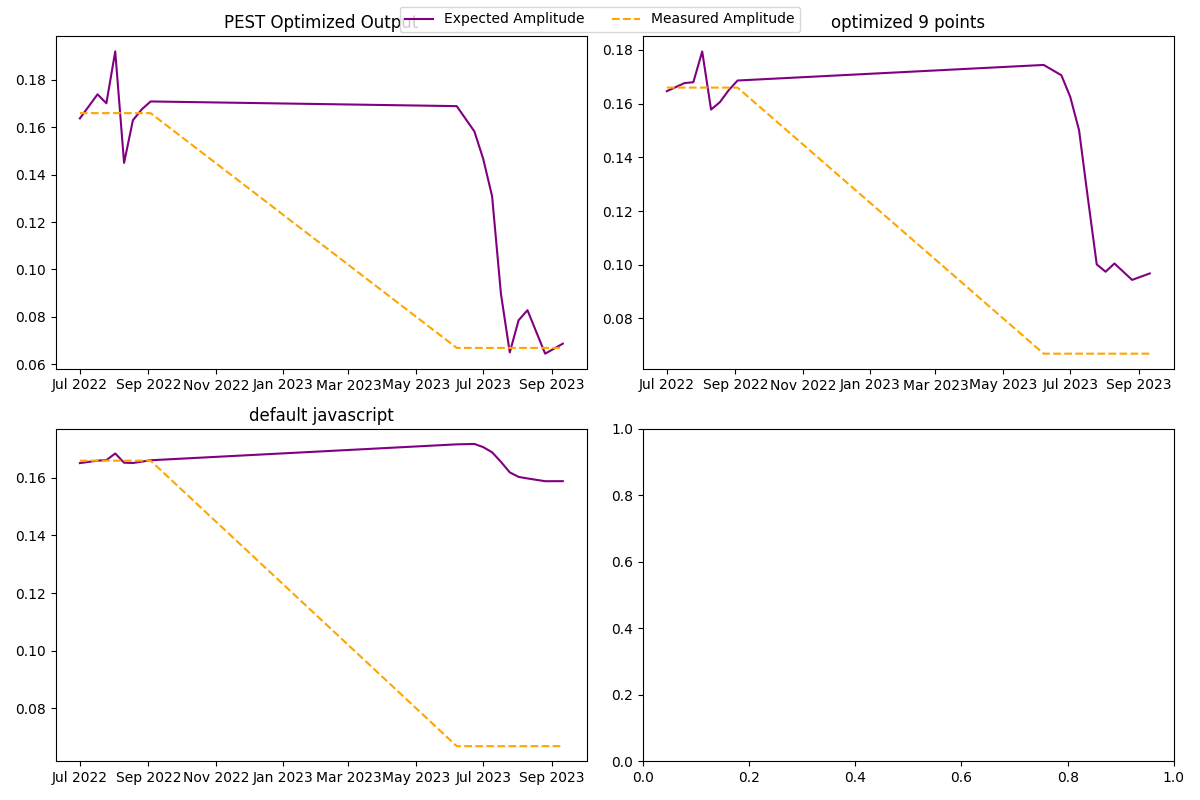 PEST Optimized Output
Expected Amplitude
Measured Amplitude
optimized 9 points
0.18
0.16
0.14
0.12
0.10
0.08
0.06
Jul 2022 Sep 2022 Nov 2022 Jan 2023 Mar 2023 May 2023 Jul 2023 Sep 2023
0.18
0.16
0.14
0.12
0.10
0.08
Jul 2022 Sep 2022 Nov 2022 Jan 2023 Mar 2023 May 2023 Jul 2023 Sep 2023
default javascript
0.16
0.14
0.12
0.10
0.08
Jul 2022 Sep 2022 Nov 2022 Jan 2023 Mar 2023 May 2023 Jul 2023 Sep 2023
1.0
0.8
0.6
0.4
0.2
0.0
0.0 0.2 0.4 0.6 0.8 1.0